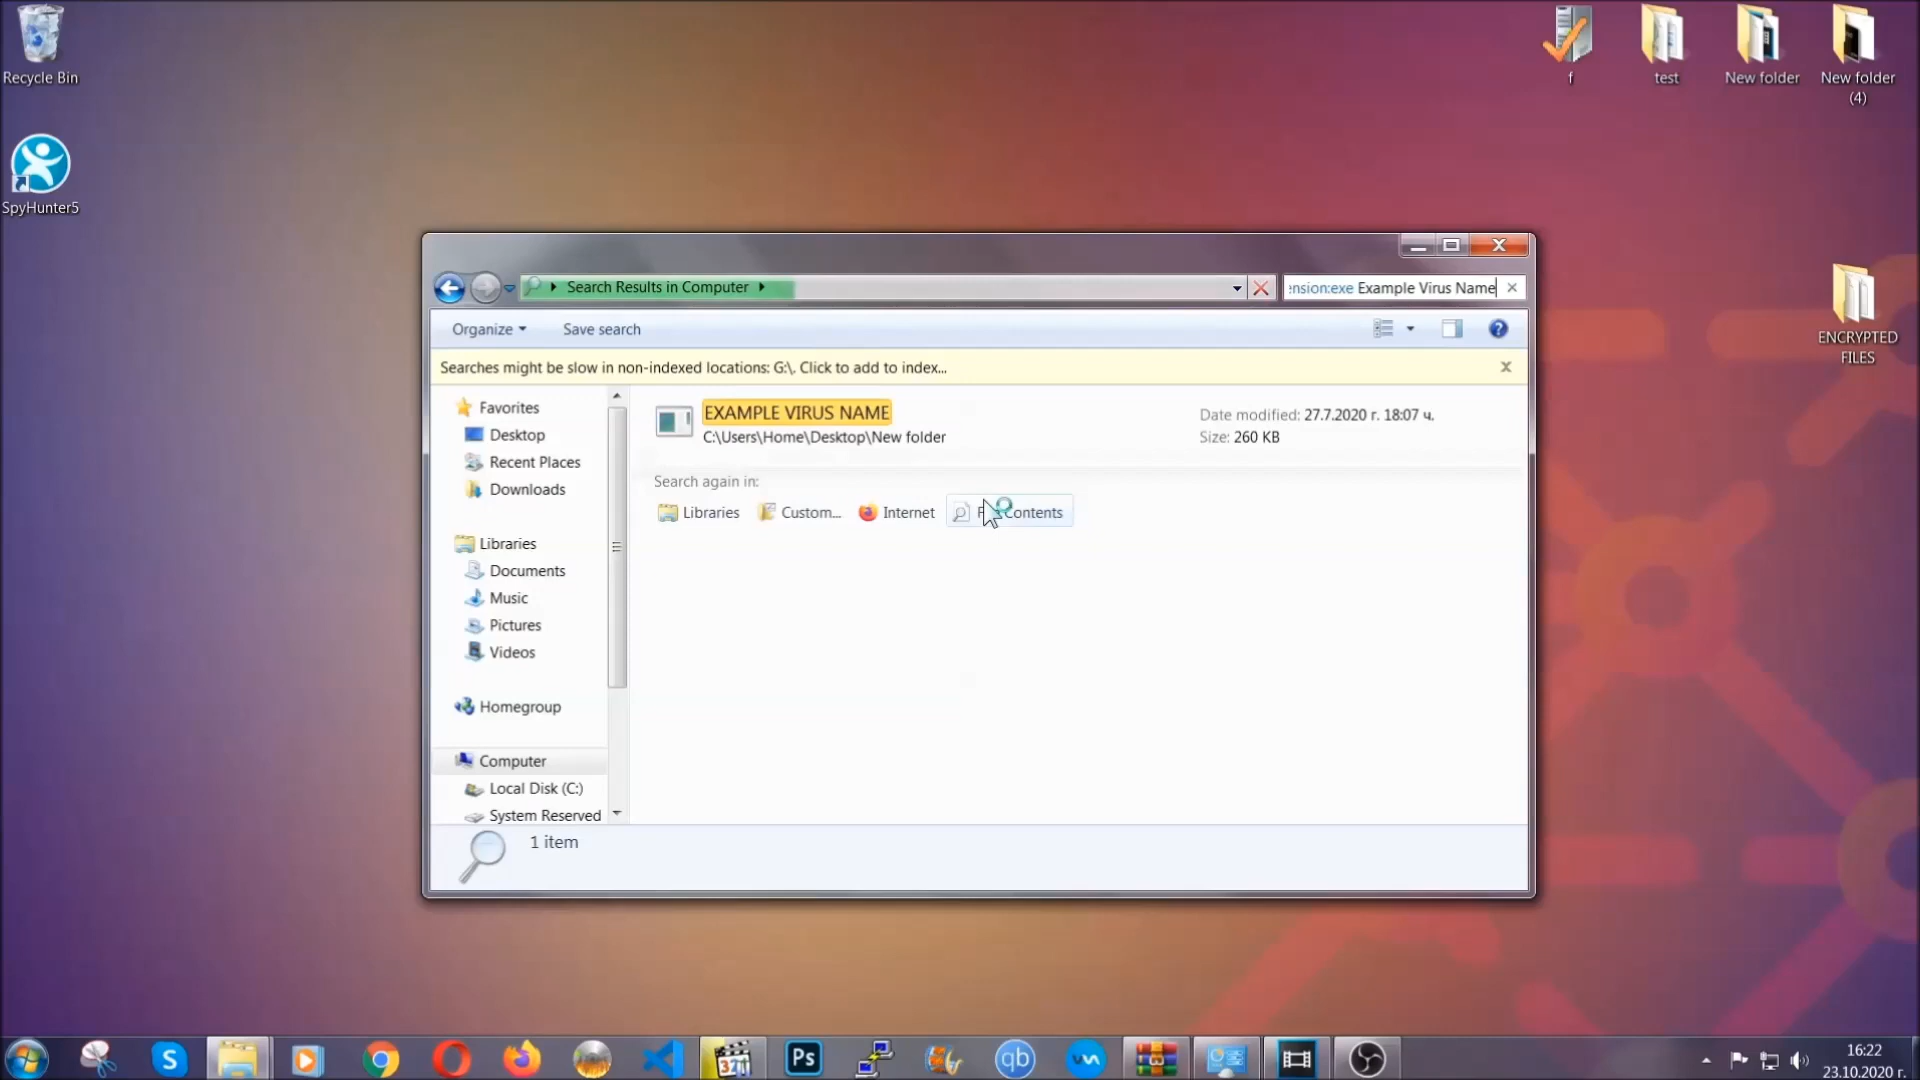 Recycle Bin
SpyHunter5
f
test
New folder
New folder
(4)
ENCRYPTED
FILES
Search Results in Computer
ension:exe Example Virus Name
Organize
Save search
Searches might be slow in non-indexed locations: G:\. Click to add to index...
Favorites
Desktop
Recent Places
Downloads
Libraries
Documents
Music
Pictures
Videos
Homegroup
Computer
Local Disk (C:)
System Reserved
EXAMPLE VIRUS NAME
C:\Users\Home\Desktop\New folder
Date modified: 27.7.2020 г. 18:07 ч.
Size: 260 KB
Search again in:
Libraries
Custom...
Internet
Contents
1 item
S
321
Ps
qb
16:22
23.10.2020 г.